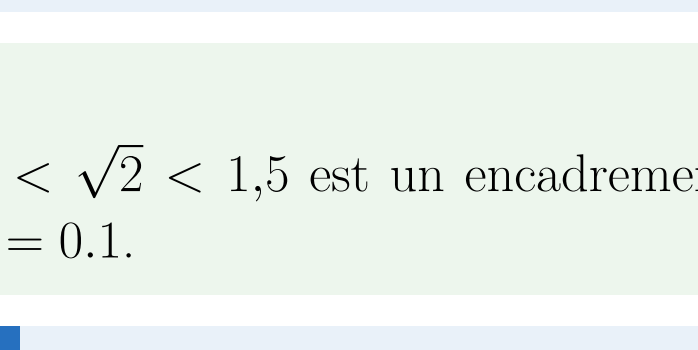 < √2 < 1,5 est un encadreme
= 0.1.